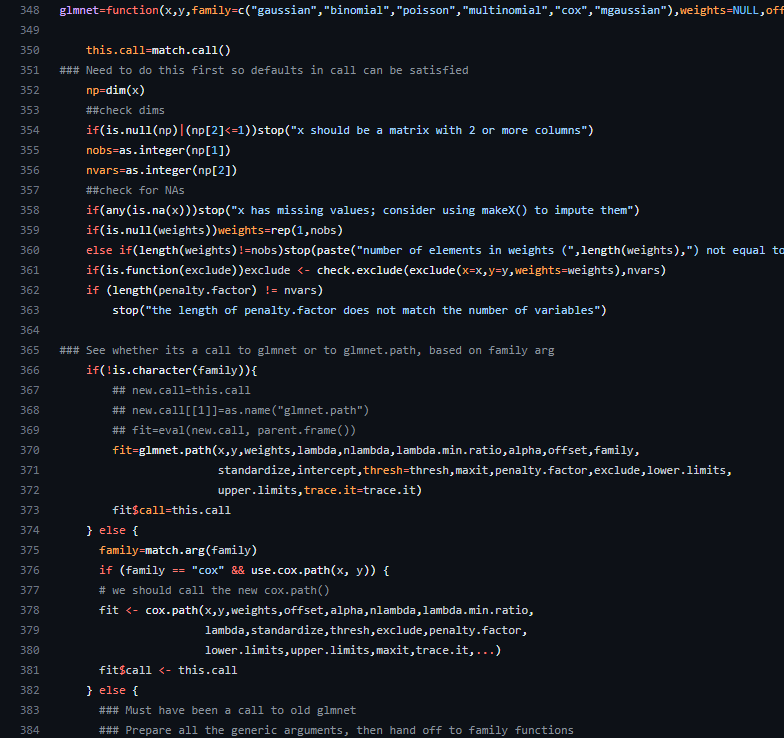 348 glmnet=function(x,y,family=c("gaussian","binomial","poisson","multinomial","cox","mgaussian"),weights=NULL,off
349
350 this.call=match.call()
351 ### Need to do this first so defaults in call can be satisfied
352 np=dim(x)
353 ##check dims
354 if(is.null(np)|(np[2]<=1))stop("x should be a matrix with 2 or more columns")
355 nobs=as.integer(np[1])
356 nvars=as.integer(np[2])
357 ##check for NAs
358 if(any(is.na(x)))stop("x has missing values; consider using makeX() to impute them")
359 if(is.null(weights))weights=rep(1,nobs)
360 else if(length(weights)!=nobs)stop(paste("number of elements in weights (",length(weights),") not equal to
361 if(is.function(exclude))exclude <- check.exclude(exclude(x=x,y=y,weights=weights),nvars)
362 if (length(penalty.factor) != nvars)
363 stop("the length of penalty.factor does not match the number of variables")
364
365 ### See whether its a call to glmnet or to glmnet.path, based on family arg
366 if(!is.character(family)){
367 ## new.call=this.call
368 ## new.call[[1]]=as.name("glmnet.path")
369 ## fit=eval(new.call, parent.frame())
370 fit=glmnet.path(x,y,weights,lambda,nlambda,lambda.min.ratio,alpha,offset,family,
371 standardize,intercept,thresh=thresh,maxit,penalty.factor,exclude,lower.limits,
372 upper.limits,trace.it=trace.it)
373 fit$call=this.call
374 } else {
375 family=match.arg(family)
376 if (family == "cox" && use.cox.path(x, y)) {
377 # we should call the new cox.path()
378 fit <- cox.path(x,y,weights,offset,alpha,nlambda,lambda.min.ratio,
379 lambda,standardize,thresh,exclude,penalty.factor,
380 lower.limits,upper.limits,maxit,trace.it,...)
381 fit$call <- this.call
382 } else {
383 ### Must have been a call to old glmnet
384 ### Prepare all the generic arguments, then hand off to family functions